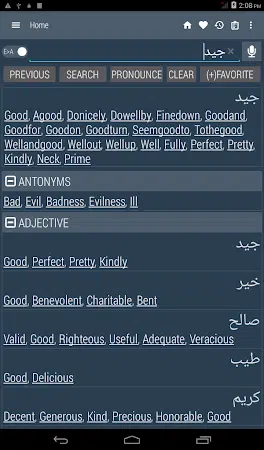 2:08 PM
Home
E»A جيد
PREVIOUS SEARCH PRONOUNCE CLEAR (+)FAVORITE
جيد
Good, Agood, Donicely, Dowellby, Finedown, Goodand,
Goodfor, Goodon, Goodturn, Seemgoodto, Tothegood,
Wellandgood, Wellout, Wellup, Well, Fully, Perfect, Pretty,
Kindly, Neck, Prime
ANTONYMS
Bad, Evil, Badness, Evilness, Ill
ADJECTIVE
جيد
Good, Perfect, Pretty, Kindly
خير
Good, Benevolent, Charitable, Bent
صالح
Valid, Good, Righteous, Useful, Adequate, Veracious
طيب
Good, Delicious
كريم
Decent, Generous, Kind, Precious, Honorable, Good